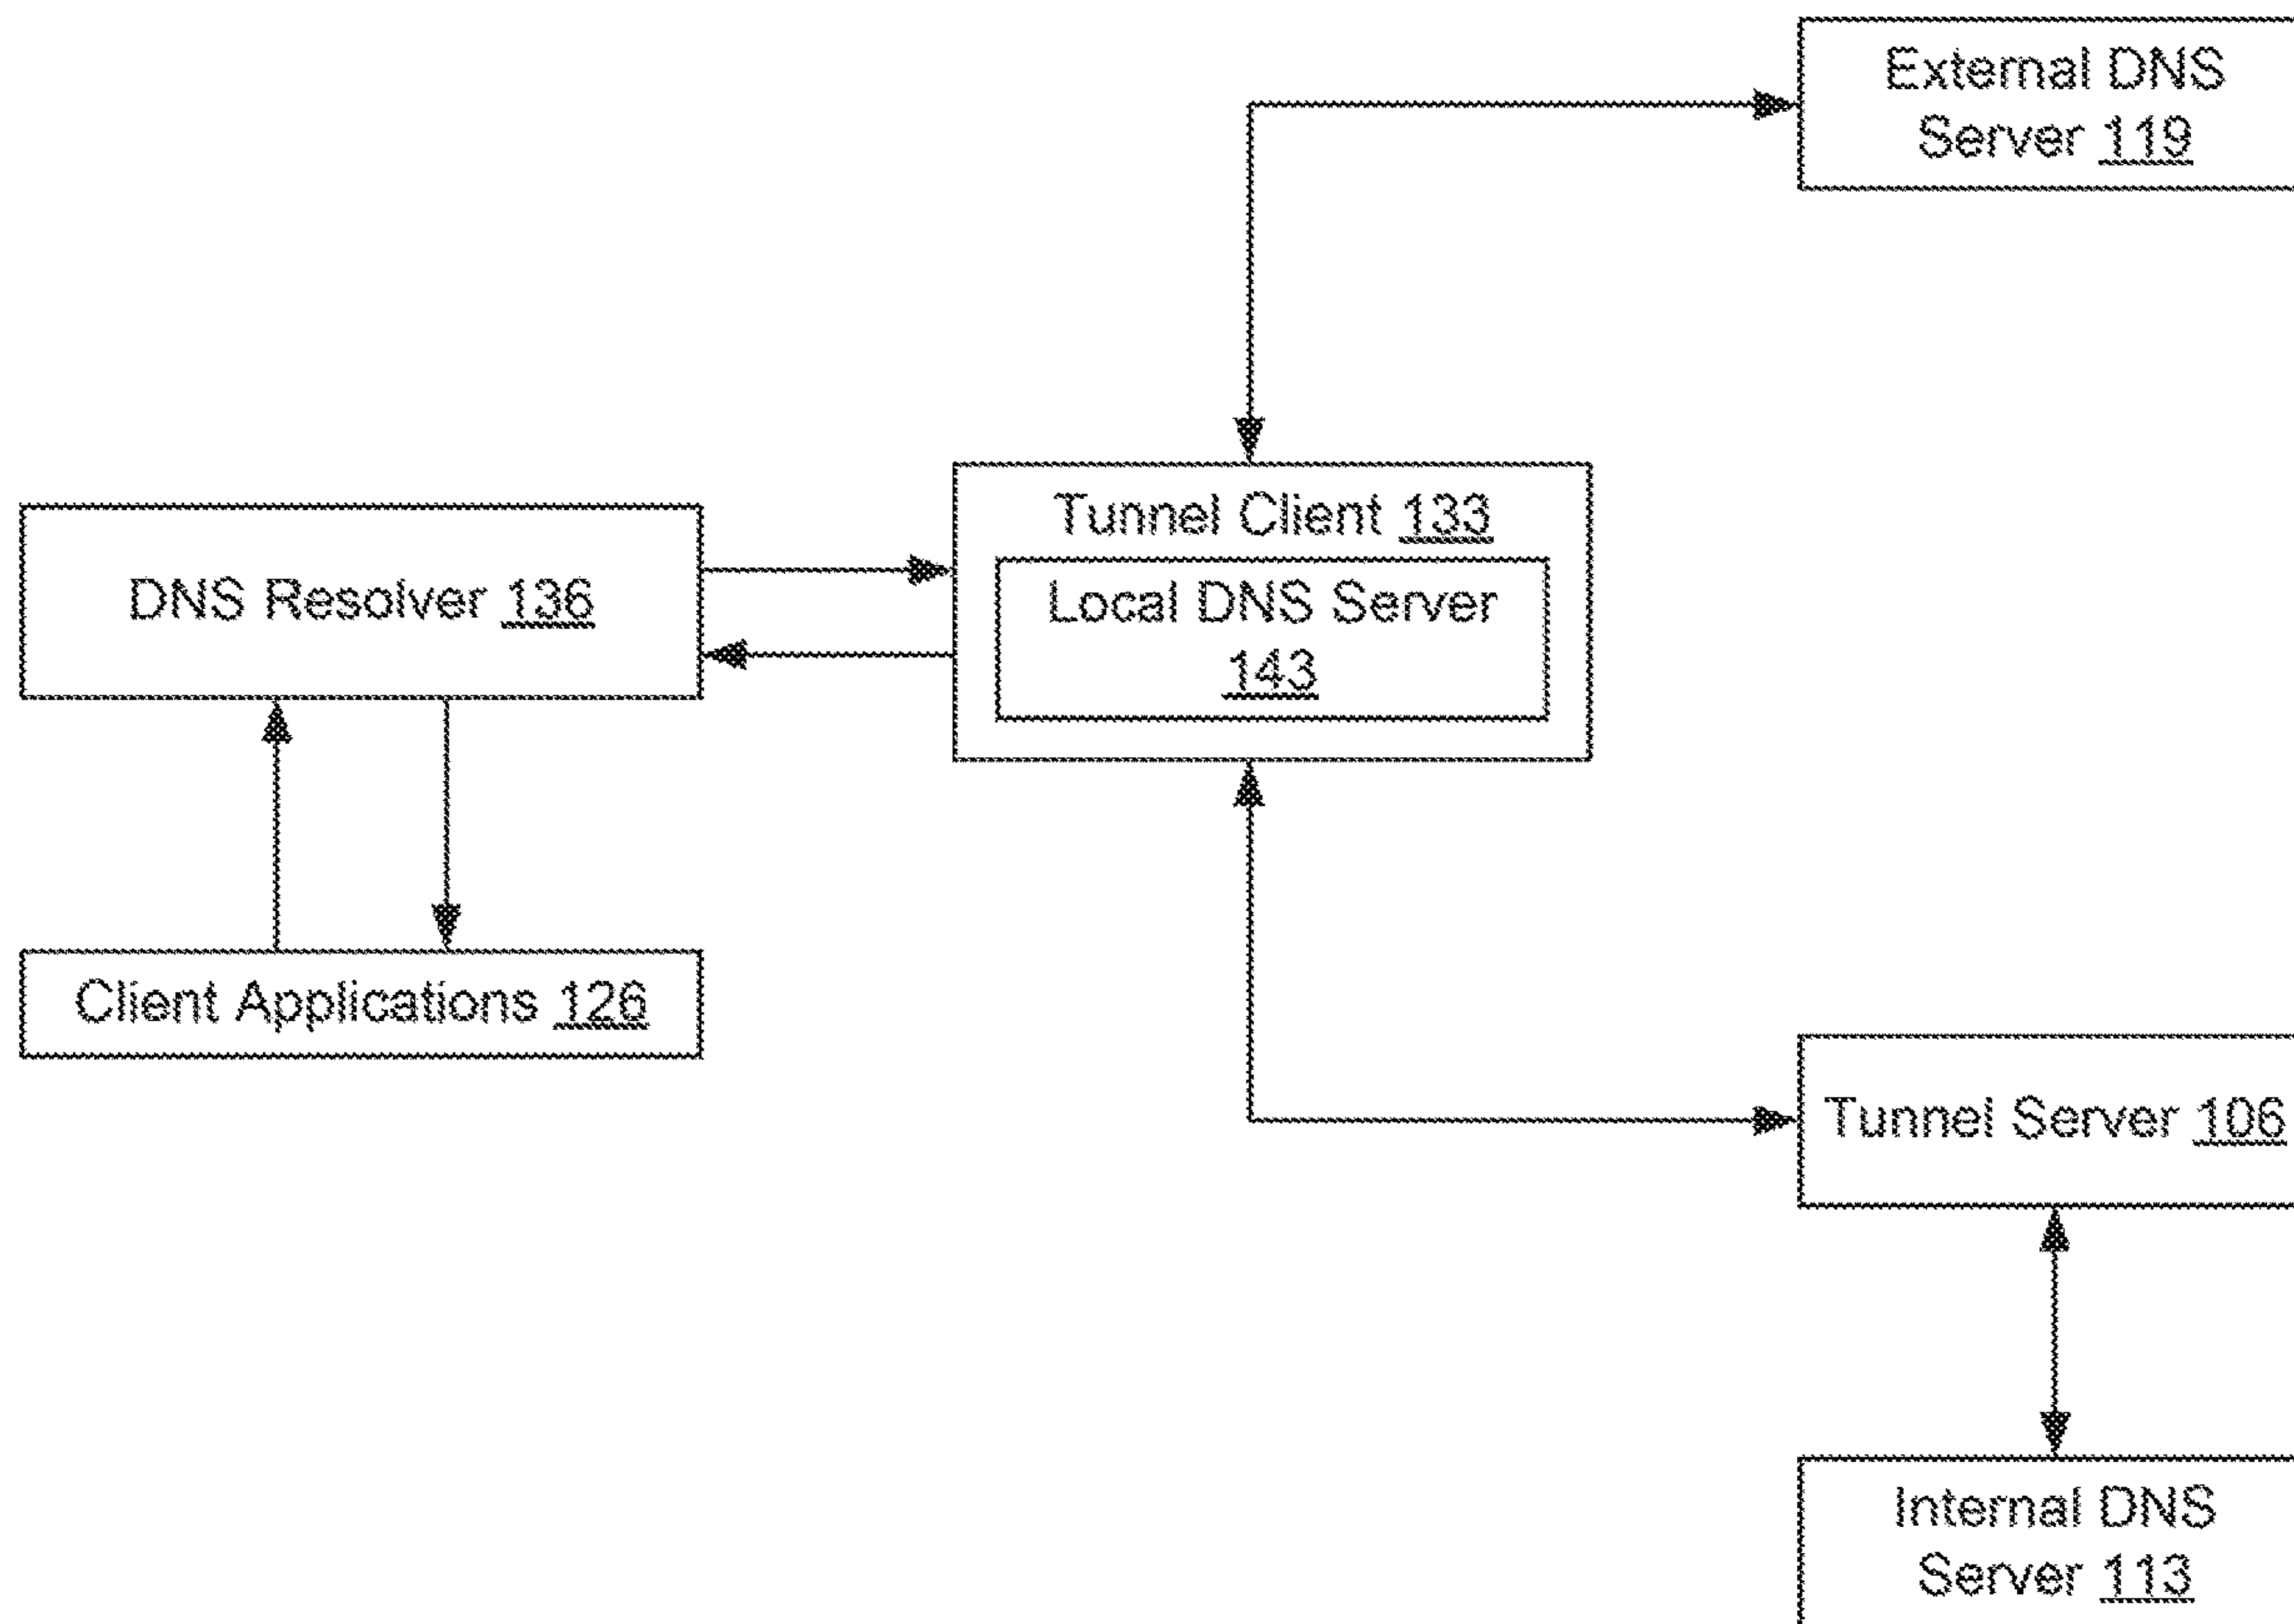 External DNS
Server 119
Tunnel Client 133
Local DNS Server
143
DNS Resolver 136
Client Applications 126
Tunnel Server 106
Internal DNS
Server 113